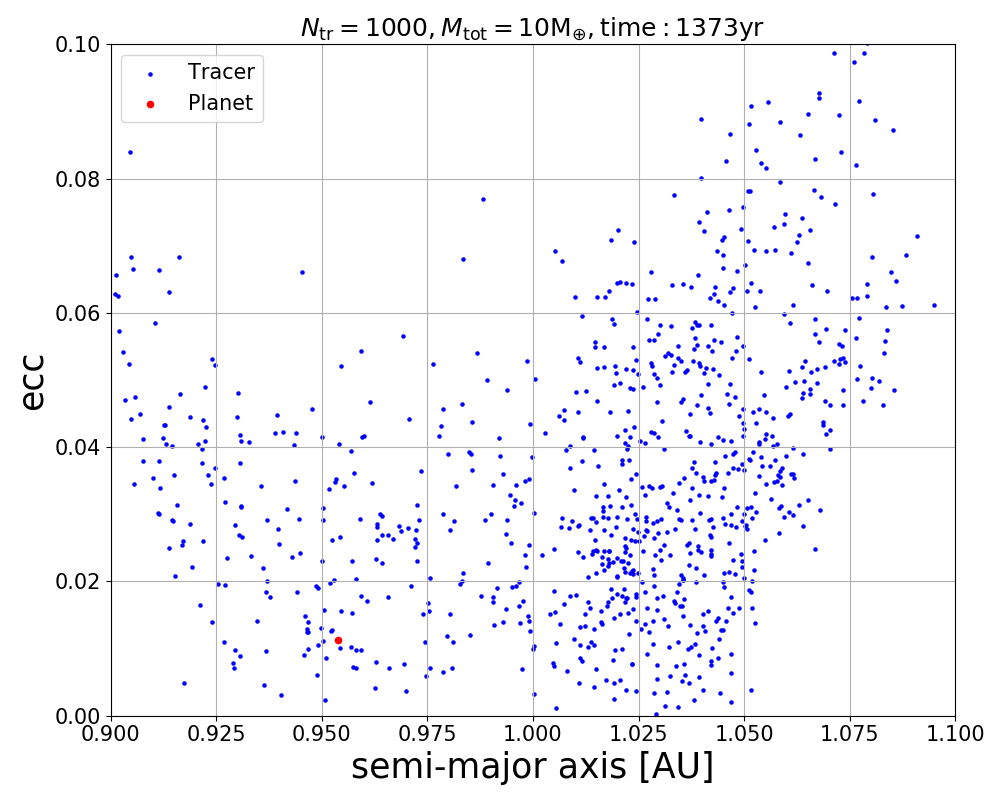 N_tr = 1000, M_tot = 10M_⊕, time : 1373yr
Tracer
Planet
ecc
0.10
0.08
0.06
0.04
0.02
0.00
0.900 0.925 0.950 0.975 1.000 1.025 1.050 1.075 1.100
semi-major axis [AU]